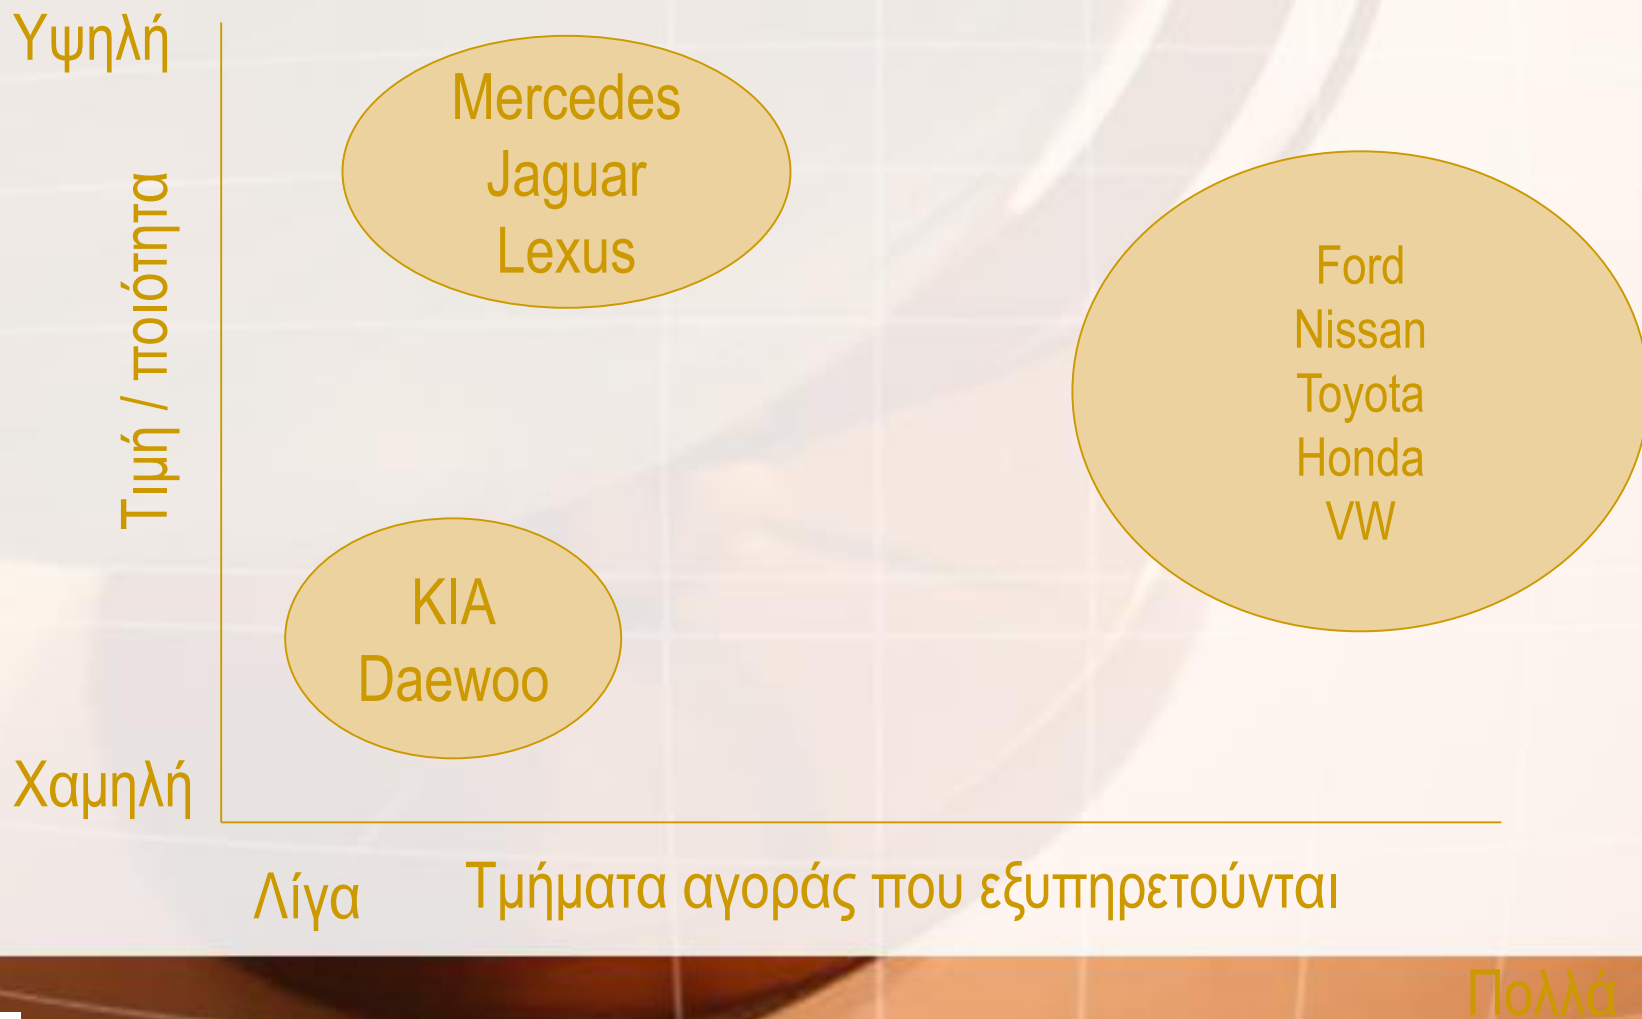 Υψηλή
Mercedes
Jaguar
Lexus
Τιμή / ποιότητα
Ford
Nissan
Toyota
Honda
VW
KIA
Daewoo
Χαμηλή
Λίγα
Τμήματα αγοράς που εξυπηρετούνται
Πολλά